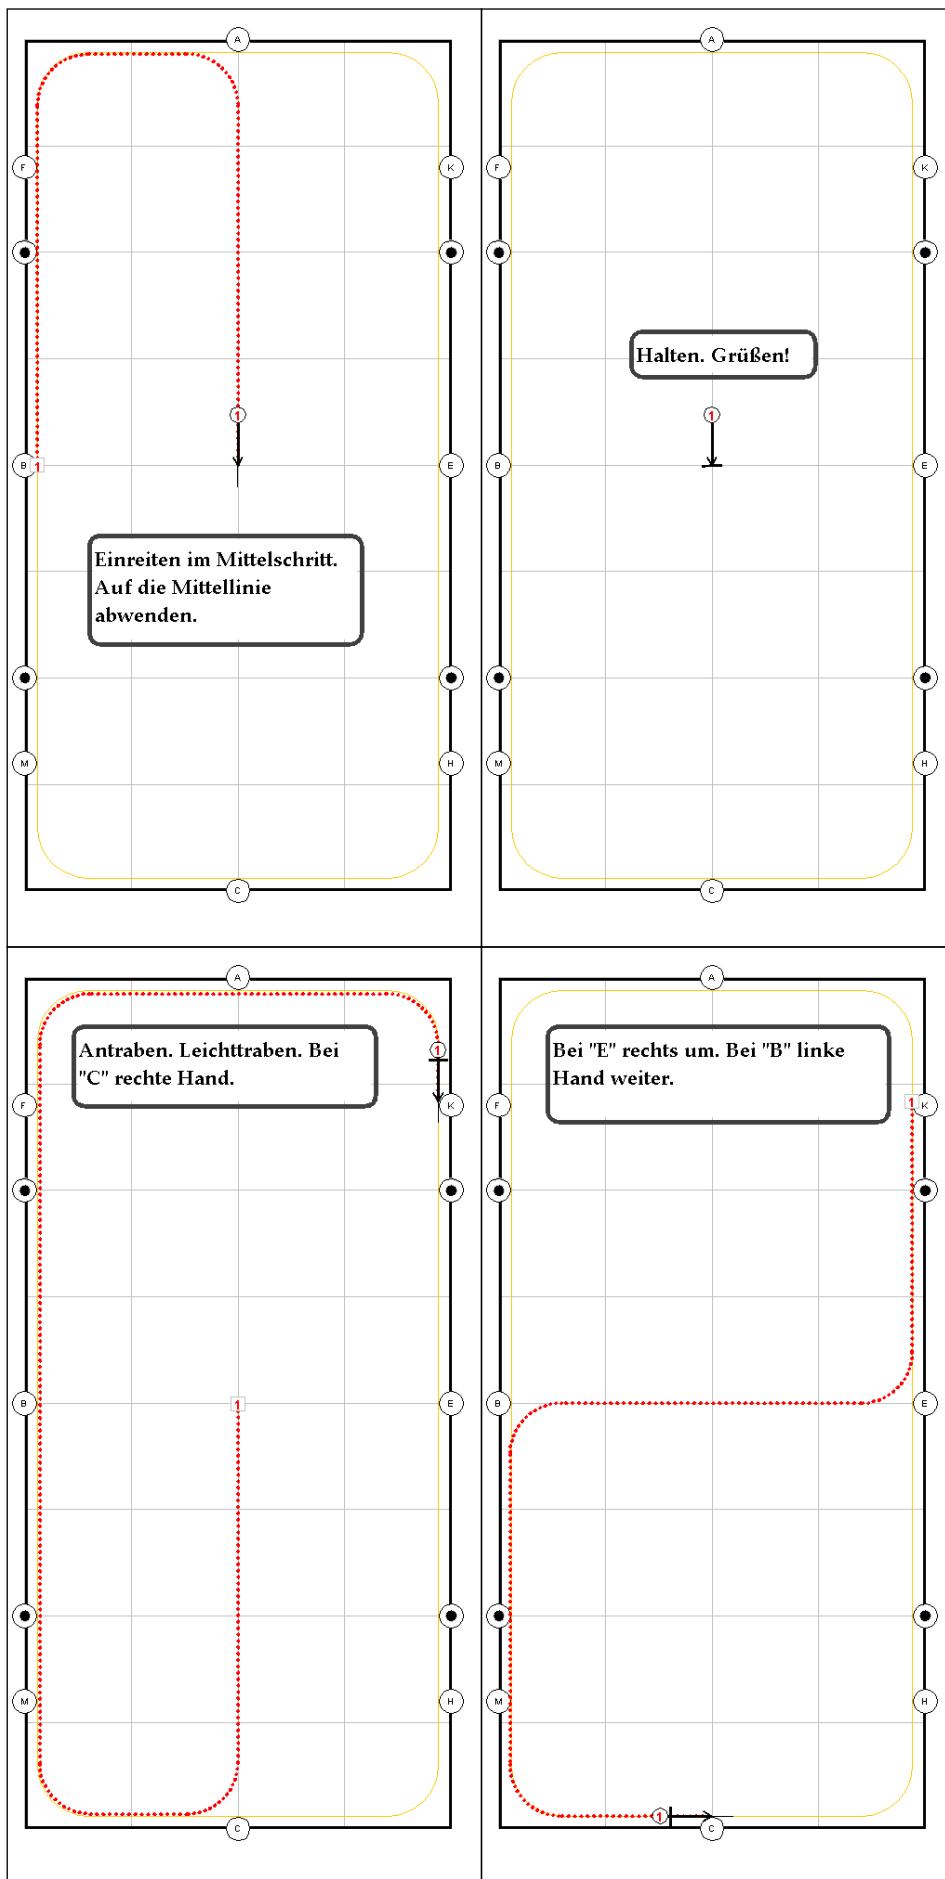 A
F
K
1
B
1
E
Einreiten im Mittelschritt.
Auf die Mittellinie
abwenden.
M
H
C
A
F
K
Halten. Grüßen!
1
B
E
M
H
C
A
Antraben. Leichttraben. Bei
"C" rechte Hand.
1
F
K
B
1
E
M
H
C
A
Bei "E" rechts um. Bei "B" linke
Hand weiter.
F
1
K
B
E
M
H
1
C